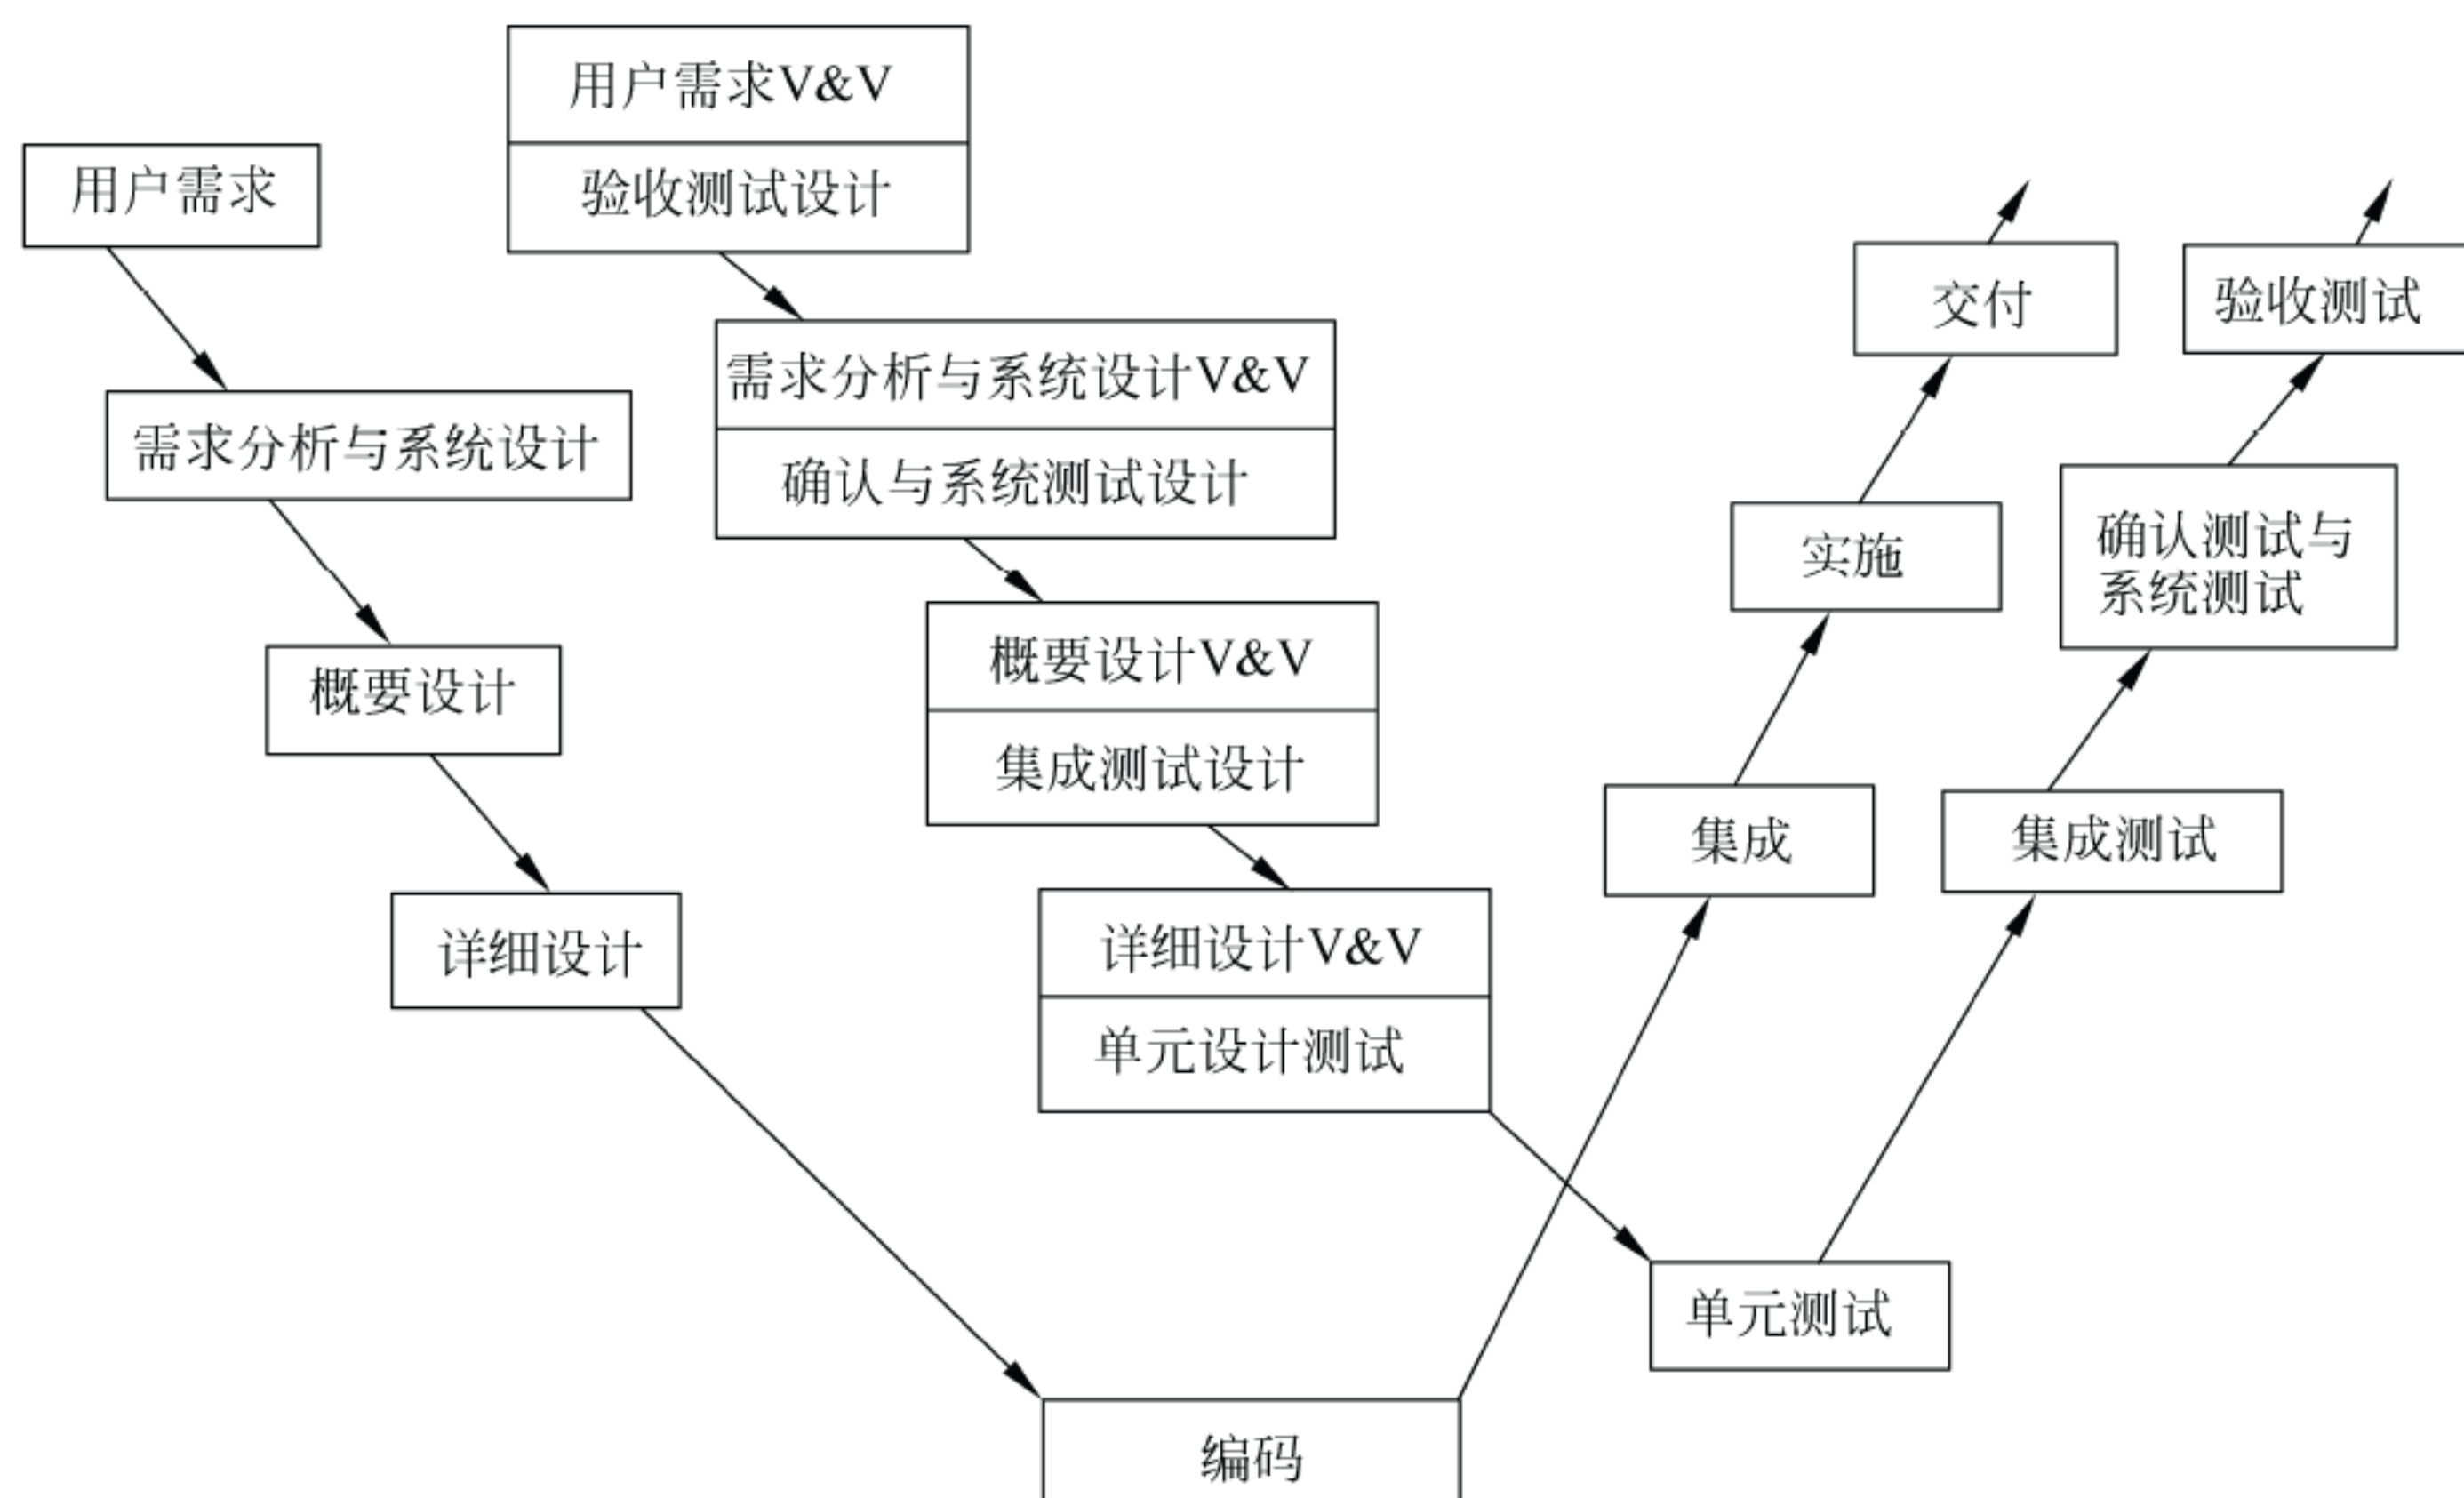 用户需求V&V
验收测试设计
用户需求
需求分析与系统设计V&V
确认与系统测试设计
需求分析与系统设计
概要设计V&V
集成测试设计
概要设计
详细设计V&V
单元设计测试
详细设计
编码
交付
验收测试
实施
确认测试与
系统测试
集成
集成测试
单元测试